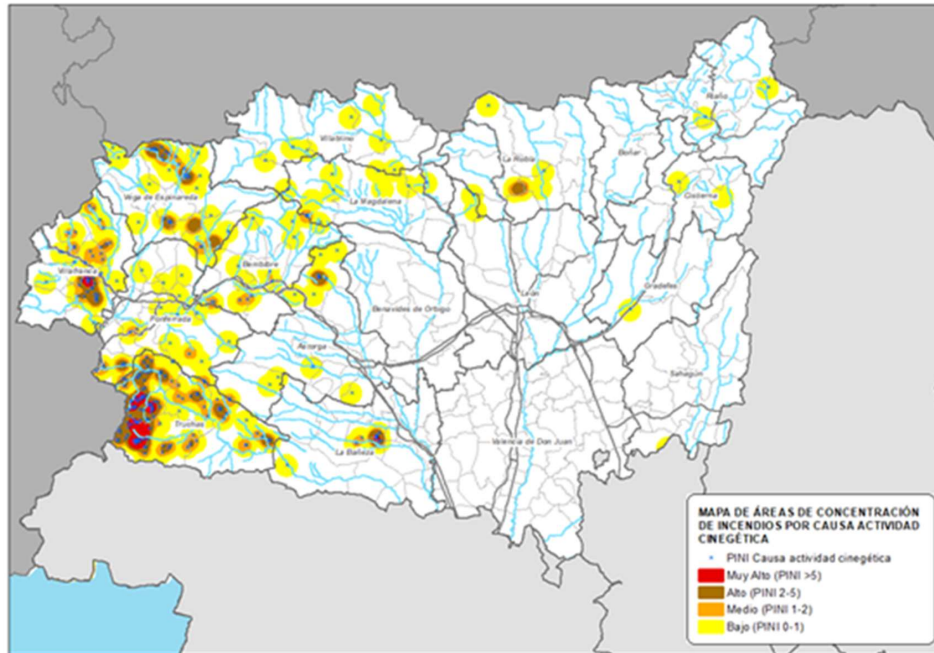 Riaño
Villablino
La Robla
Boñar
Vega de Espinareda
La Magdalena
Cistierna
Bembibre
Villafranca
Gradefes
León
Benavides de Orbigo
Ponferrada
Astorga
Sahagún
Truchas
Valencia de Don Juan
La Bañeza
MAPA DE ÁREAS DE CONCENTRACIÓN
DE INCENDIOS POR CAUSA ACTIVIDAD
CINEGÉTICA
PINI Causa actividad cinegética
Muy Alto (PINI >5)
Alto (PINI 2-5)
Medio (PINI 1-2)
Bajo (PINI 0-1)